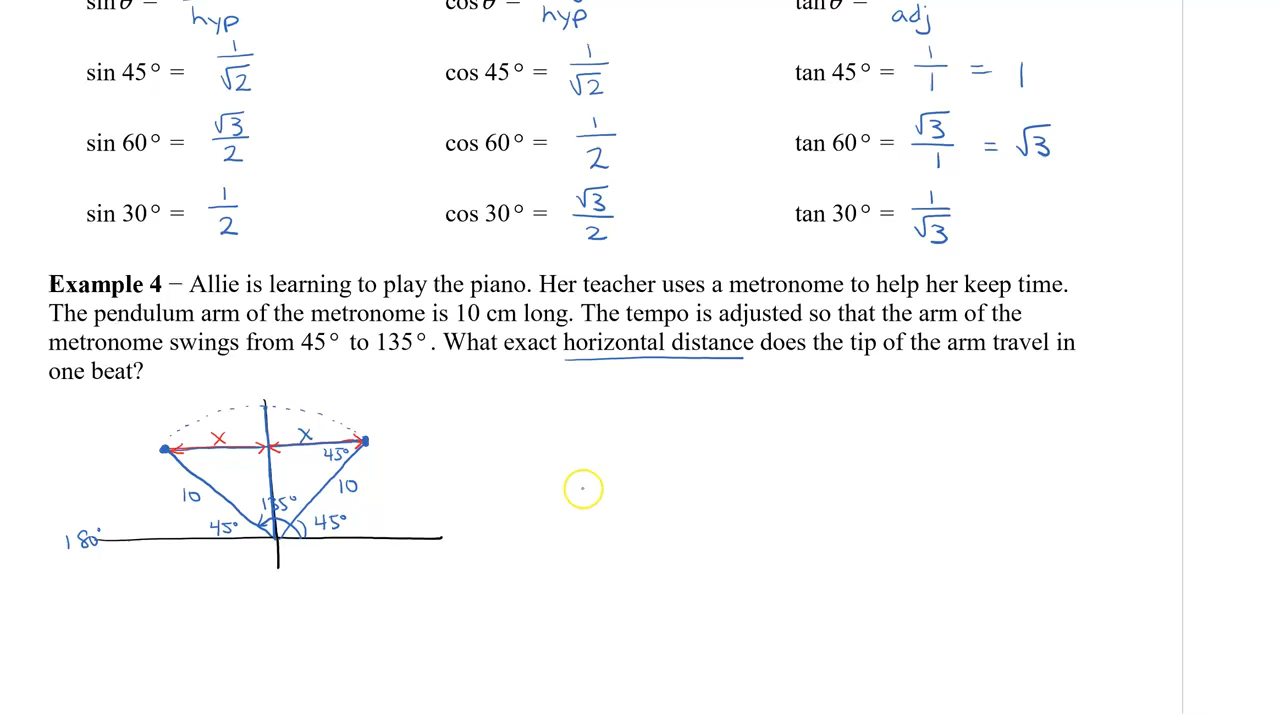 sin θ = cos θ = tan θ =
hyp hyp adj
sin 45° = 1/√2 cos 45° = 1/√2 tan 45° = 1/1 = 1
sin 60° = √3/2 cos 60° = 1/2 tan 60° = √3/1 = √3
sin 30° = 1/2 cos 30° = √3/2 tan 30° = 1/√3
Example 4 − Allie is learning to play the piano. Her teacher uses a metronome to help her keep time.
The pendulum arm of the metronome is 10 cm long. The tempo is adjusted so that the arm of the
metronome swings from 45° to 135°. What exact horizontal distance does the tip of the arm travel in
one beat?
x x
45°
10 10
135°
45° 45°
180°